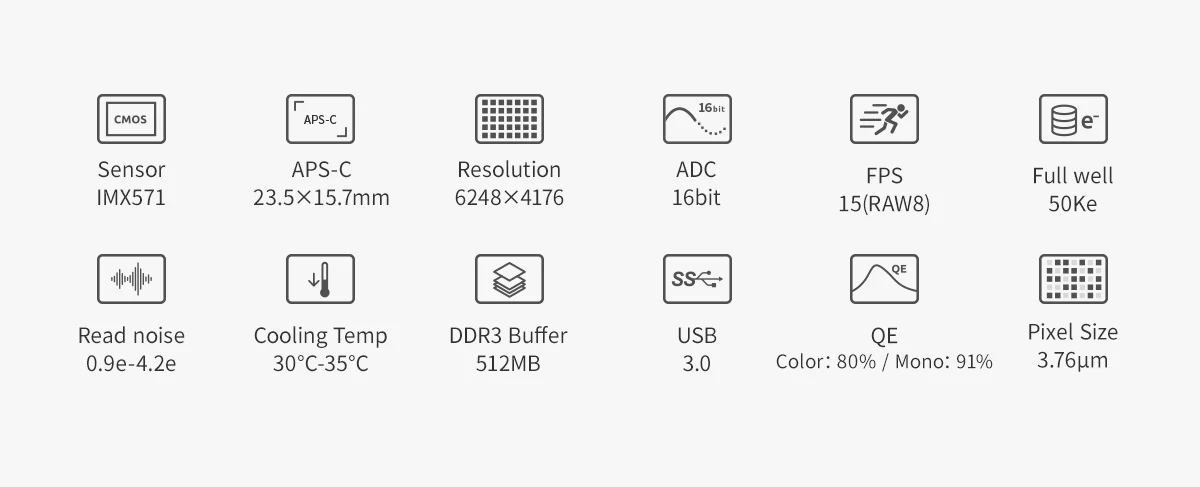 CMOS
Sensor
IMX571
APS-C
APS-C
23.5×15.7mm
Resolution
6248×4176
16bit
ADC
16bit
FPS
15(RAW8)
e⁻
Full well
50Ke
Read noise
0.9e-4.2e
Cooling Temp
30°C-35°C
DDR3 Buffer
512MB
SS
USB
3.0
QE
QE
Color: 80% / Mono: 91%
Pixel Size
3.76μm